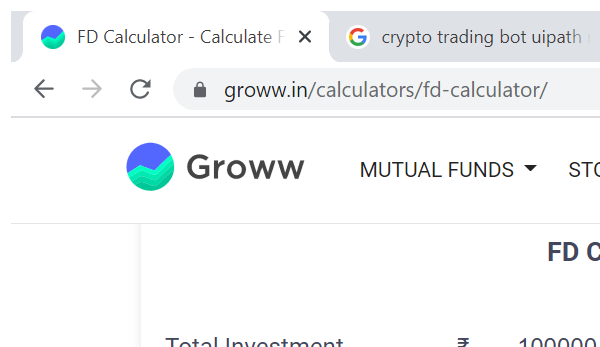 FD Calculator - Calculate F crypto trading bot uipath
groww.in/calculators/fd-calculator/
Groww MUTUAL FUNDS STO
FD C
Total Investment ₹ 100000